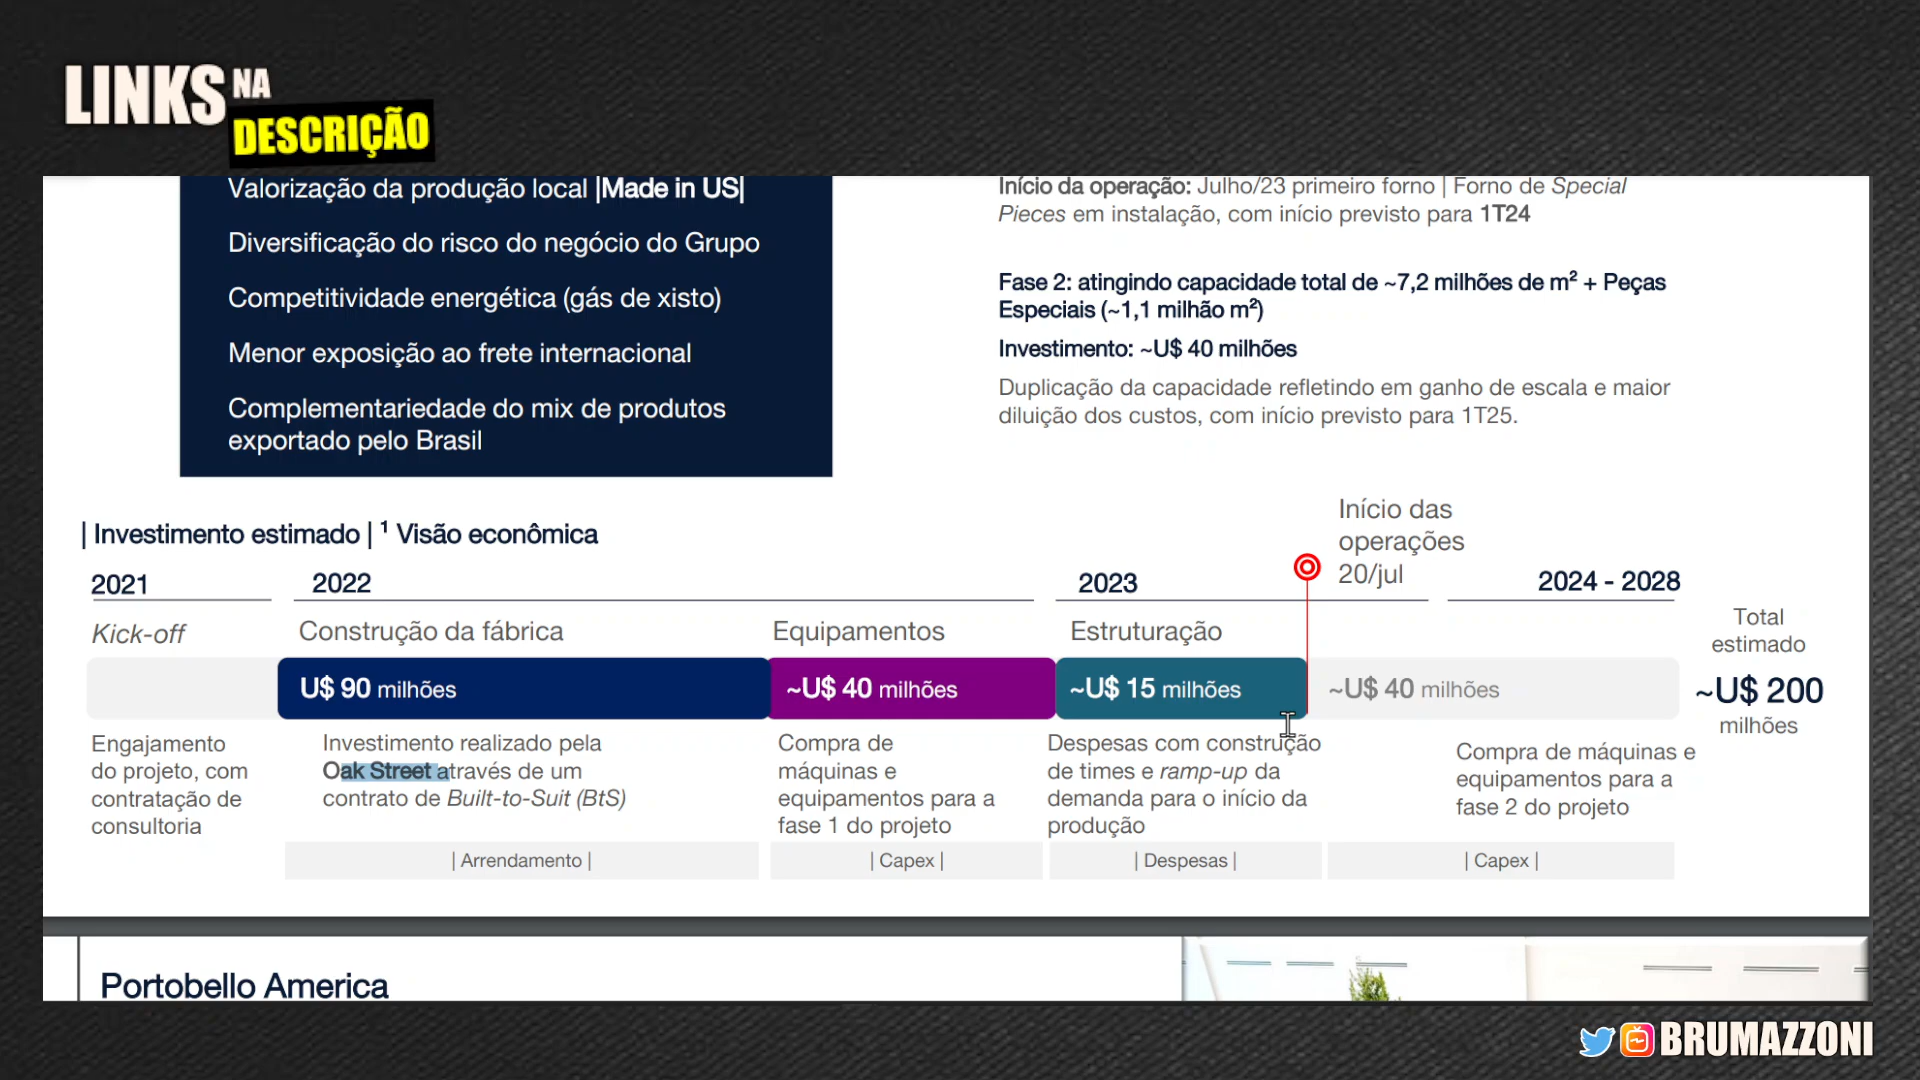 LINKS NA
DESCRIÇÃO
Valorização da produção local |Made in US|
Diversificação do risco do negócio do Grupo
Competitividade energética (gás de xisto)
Menor exposição ao frete internacional
Complementariedade do mix de produtos
exportado pelo Brasil
Início da operação: Julho/23 primeiro forno | Forno de Special
Pieces em instalação, com início previsto para 1T24
Fase 2: atingindo capacidade total de ~7,2 milhões de m² + Peças
Especiais (~1,1 milhão m²)
Investimento: ~U$ 40 milhões
Duplicação da capacidade refletindo em ganho de escala e maior
diluição dos custos, com início previsto para 1T25.
| Investimento estimado | ¹ Visão econômica
Início das
operações
20/jul
2021
2022
2023
2024 - 2028
Kick-off
Construção da fábrica
Equipamentos
Estruturação
Total
estimado
U$ 90 milhões
~U$ 40 milhões
~U$ 15 milhões
~U$ 40 milhões
~U$ 200
milhões
Engajamento
do projeto, com
contratação de
consultoria
Investimento realizado pela
Oak Street através de um
contrato de Built-to-Suit (BtS)
Compra de
máquinas e
equipamentos para a
fase 1 do projeto
Despesas com construção
de times e ramp-up da
demanda para o início da
produção
Compra de máquinas e
equipamentos para a
fase 2 do projeto
| Arrendamento |
| Capex |
| Despesas |
| Capex |
Portobello America
BRUMAZZONI